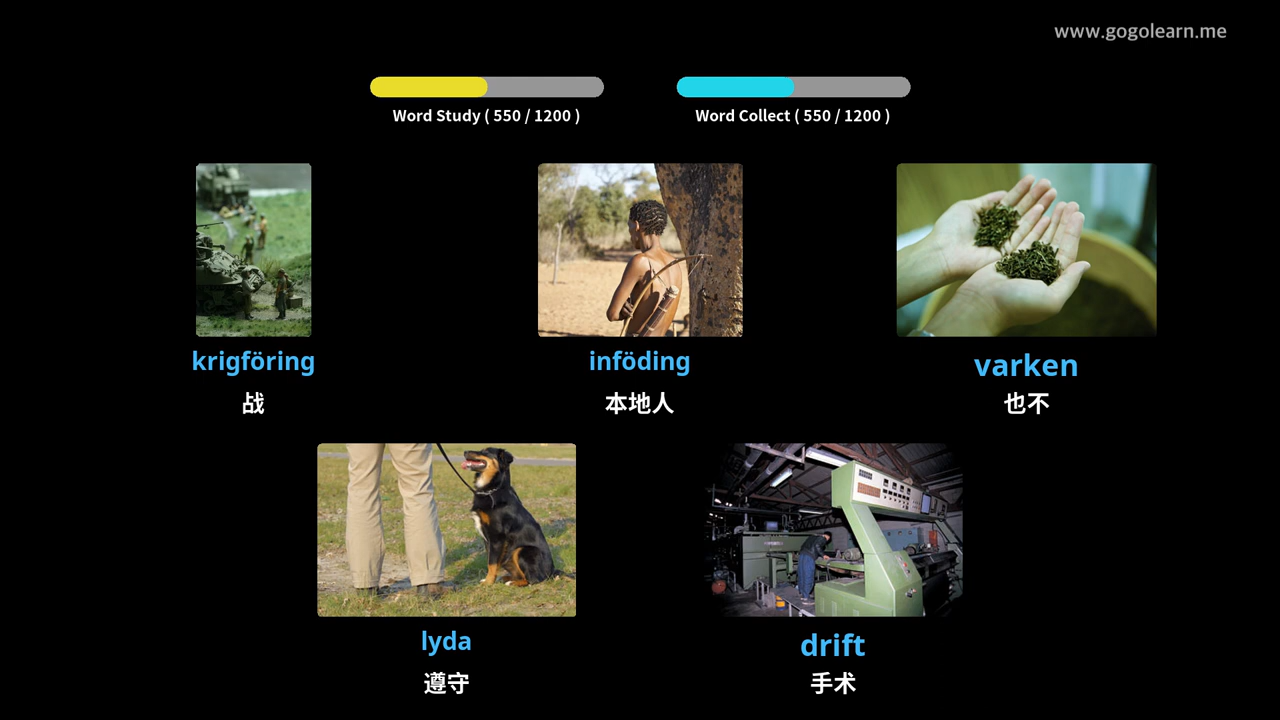 www.gogolearn.me
Word Study ( 550 / 1200 )
Word Collect ( 550 / 1200 )
krigföring
战
inföding
本地人
varken
也不
lyda
遵守
drift
手术